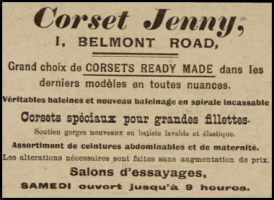 Corset Jenny,
1, BELMONT ROAD,
Grand choix de CORSETS READY MADE dans les
derniers modèles en toutes nuances.
Véritables baleines et nouveau baleinage en spirale incassable
Corsets spéciaux pour grandes fillettes.
Soutien gorges nouveaux en batiste lavable et élastique.
Assortiment de ceintures abdominales et de maternité.
Les altérations nécessaires sont faites sans augmentation de prix.
Salons d'essayages,
SAMEDI ouvert jusqu'à 9 heures.